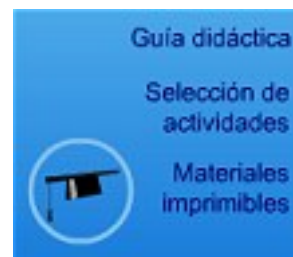 Guía didáctica
Selección de
actividades
Materiales
imprimibles